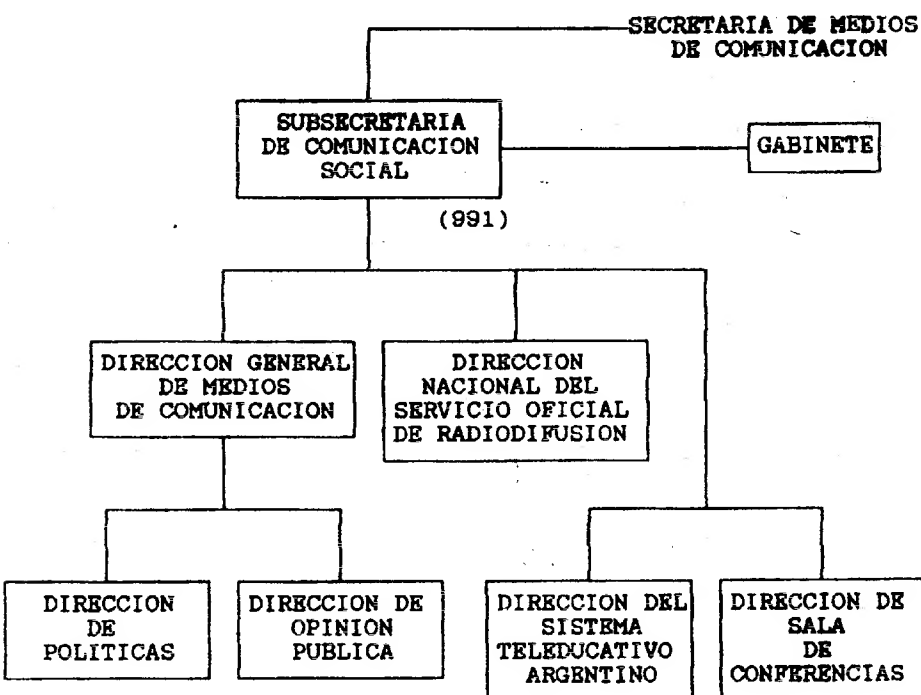 SECRETARIA DE MEDIOS
DE COMUNICACION
SUBSECRETARIA
DE COMUNICACION
SOCIAL
GABINETE
(991)
DIRECCION GENERAL
DE MEDIOS
DE COMUNICACION
DIRECCION
NACIONAL DEL
SERVICIO OFICIAL
DE RADIODIFUSION
DIRECCION
DE
POLITICAS
DIRECCION DE
OPINION
PUBLICA
DIRECCION DEL
SISTEMA
TELEDUCATIVO
ARGENTINO
DIRECCION DE
SALA
DE
CONFERENCIAS